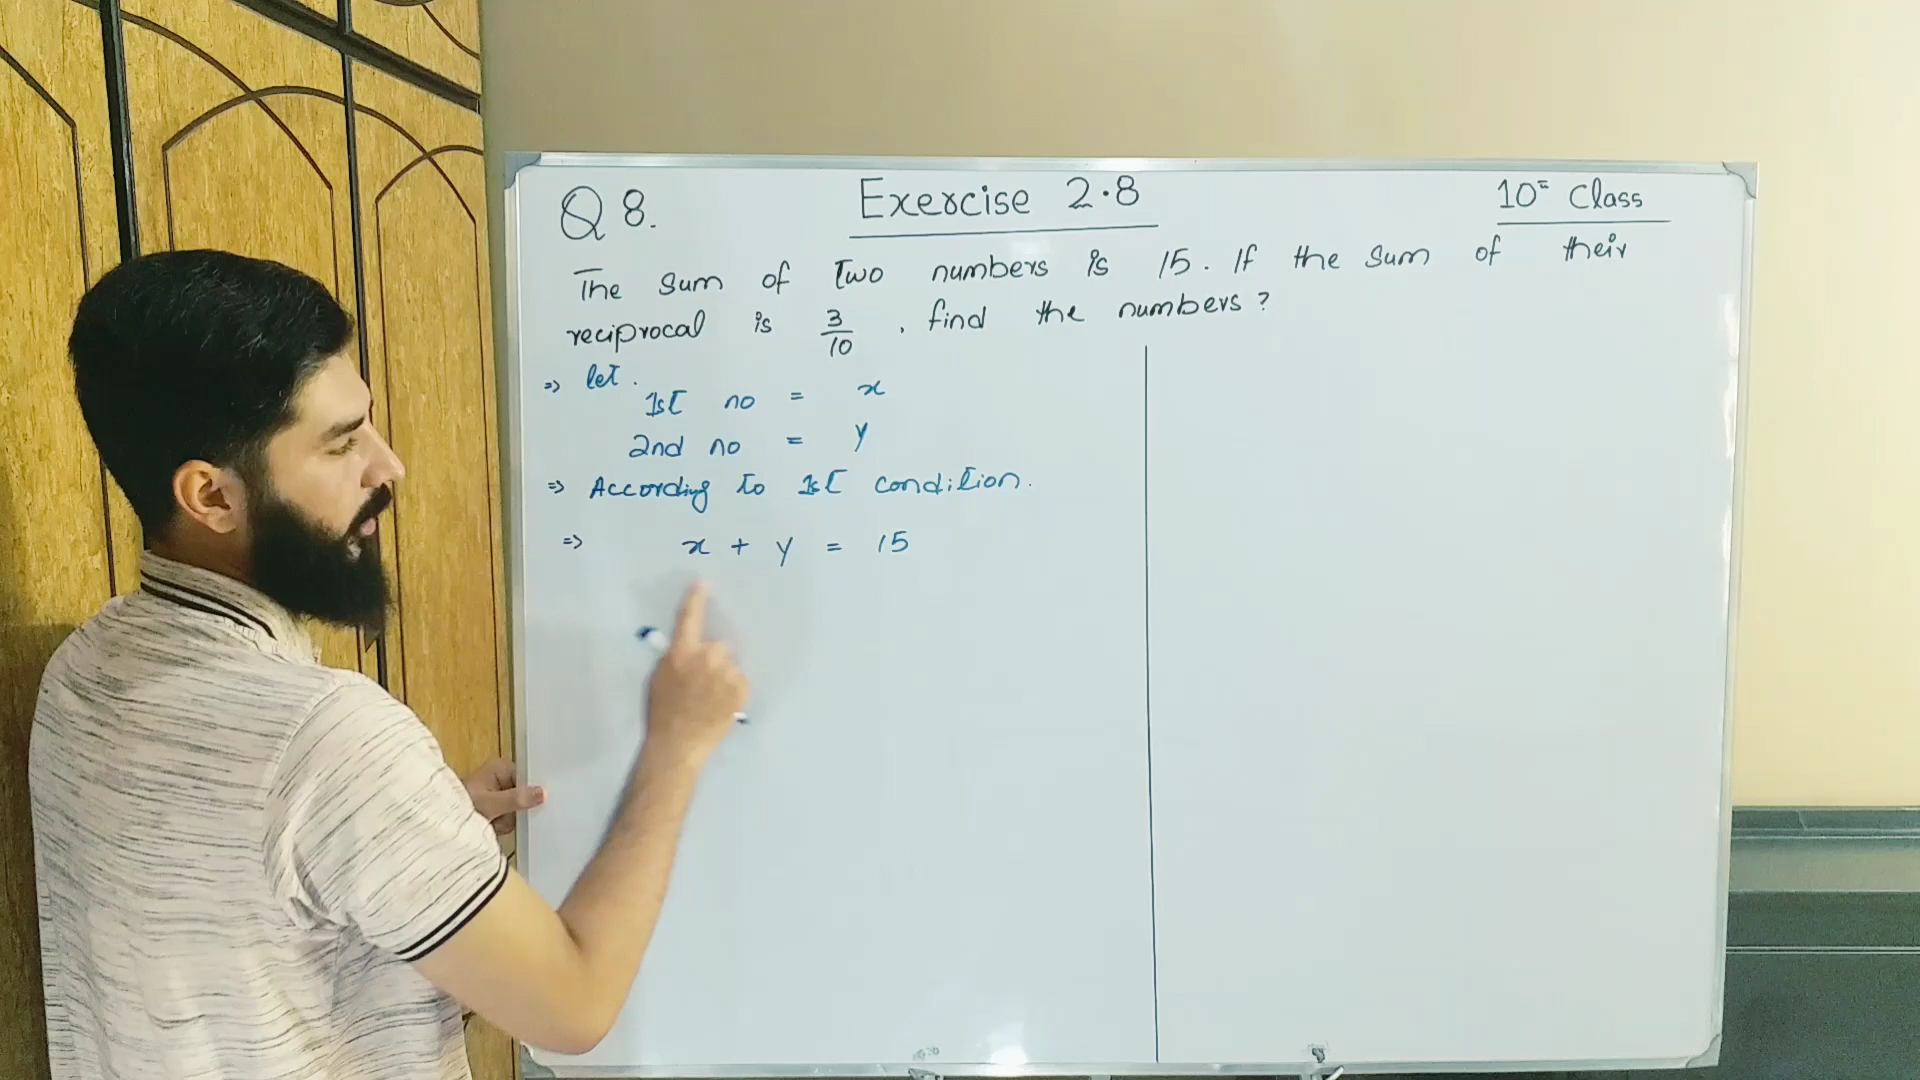 Q 8. Exercise 2.8 10= Class
The sum of Two numbers is 15. If the sum of their
reciprocal is 3/10 , find the numbers?
=> let.
1st no = x
2nd no = y
=> According To 1st condition.
=> x + y = 15